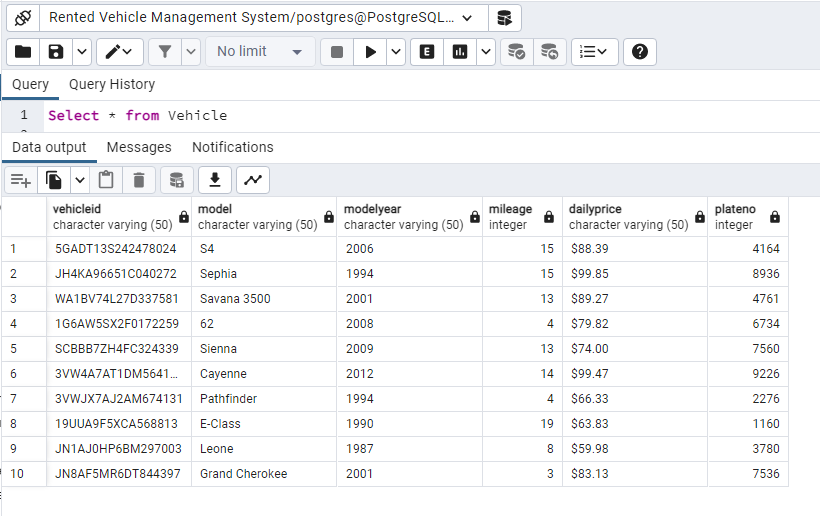 Rented Vehicle Management System/postgres@PostgreSQL...
No limit
Query Query History
1 Select * from Vehicle
Data output Messages Notifications
vehicleid model modelyear mileage dailyprice plateno
character varying (50) character varying (50) character varying (50) integer character varying (50) integer
1 5GADT13S242478024 S4 2006 15 $88.39 4164
2 JH4KA96651C040272 Sephia 1994 15 $99.85 8936
3 WA1BV74L27D337581 Savana 3500 2001 13 $89.27 4761
4 1G6AW5SX2F0172259 62 2008 4 $79.82 6734
5 SCBBB7ZH4FC324339 Sienna 2009 13 $74.00 7560
6 3VW4A7AT1DM5641... Cayenne 2012 14 $99.47 9226
7 3VWJX7AJ2AM674131 Pathfinder 1994 4 $66.33 2276
8 19UUA9F5XCA568813 E-Class 1990 19 $63.83 1160
9 JN1AJ0HP6BM297003 Leone 1987 8 $59.98 3780
10 JN8AF5MR6DT844397 Grand Cherokee 2001 3 $83.13 7536